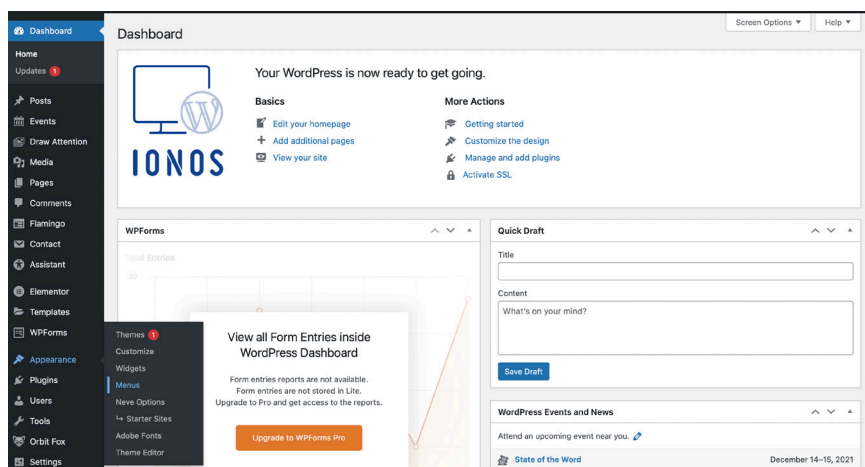 Screen Options ▼
Help ▼
Dashboard
Home
Updates 1
Posts
Events
Draw Attention
Media
Pages
Comments
Flamingo
Contact
Assistant
Elementor
Templates
WPForms
Appearance
Plugins
Users
Tools
Orbit Fox
Settings
Themes 1
Customize
Widgets
Menus
Neve Options
↳ Starter Sites
Adobe Fonts
Theme Editor
Dashboard
IONOS
Your WordPress is now ready to get going.
Basics
Edit your homepage
Add additional pages
View your site
More Actions
Getting started
Customize the design
Manage and add plugins
Activate SSL
WPForms
Total Entries
20
View all Form Entries inside
WordPress Dashboard
Form entries reports are not available.
Form entries are not stored in Lite.
Upgrade to Pro and get access to the reports.
Upgrade to WPForms Pro
Quick Draft
Title
Content
What's on your mind?
Save Draft
WordPress Events and News
Attend an upcoming event near you.
State of the Word
December 14–15, 2021